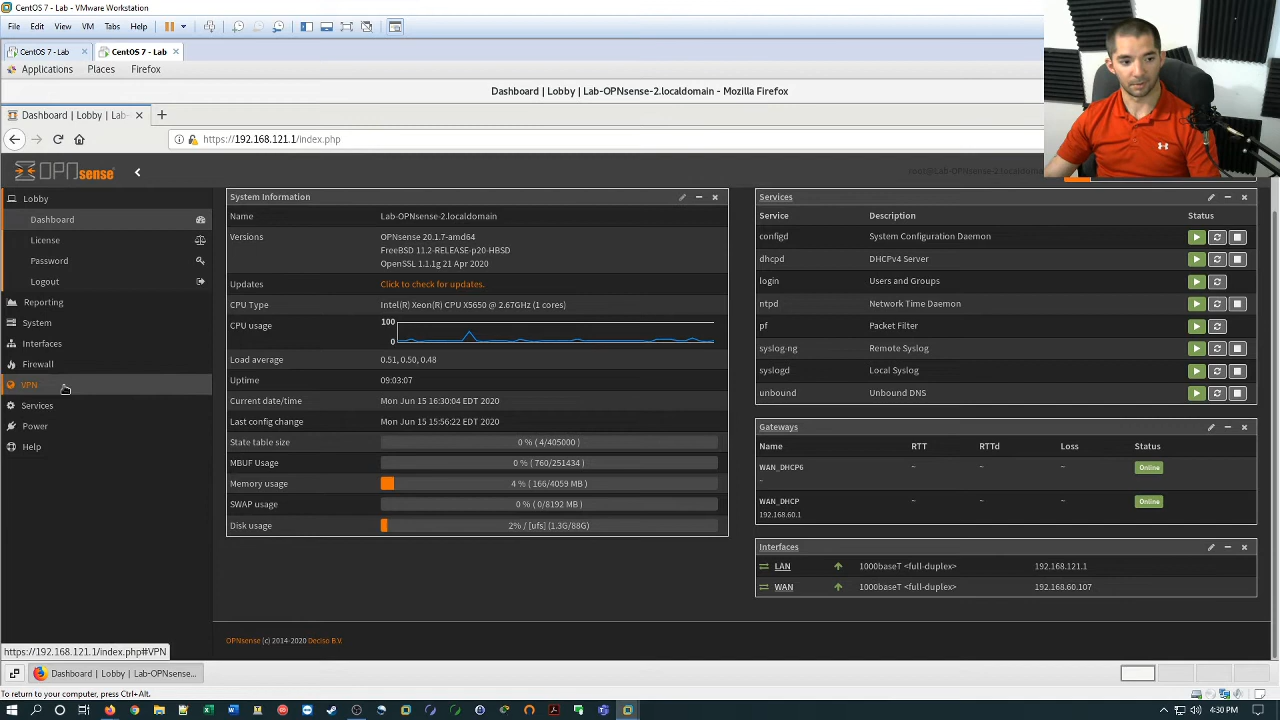 CentOS 7 - Lab - VMware Workstation
File Edit View VM Tabs Help
CentOS 7 - Lab × CentOS 7 - Lab ×
Applications Places Firefox
Dashboard | Lobby | Lab-OPNsense-2.localdomain - Mozilla Firefox
Dashboard | Lobby | Lab- × +
https://192.168.121.1/index.php
OPNsense
Lobby
Dashboard
License
Password
Logout
Reporting
System
Interfaces
Firewall
VPN
Services
Power
Help
System Information
Name Lab-OPNsense-2.localdomain
Versions OPNsense 20.1.7-amd64
FreeBSD 11.2-RELEASE-p20-HBSD
OpenSSL 1.1.1g 21 Apr 2020
Updates Click to check for updates.
CPU Type Intel(R) Xeon(R) CPU X5650 @ 2.67GHz (1 cores)
CPU usage 100
0
Load average 0.51, 0.50, 0.48
Uptime 09:03:07
Current date/time Mon Jun 15 16:30:04 EDT 2020
Last config change Mon Jun 15 15:56:22 EDT 2020
State table size 0 % ( 4/405000 )
MBUF Usage 0 % ( 760/251434 )
Memory usage 4 % ( 166/4059 MB )
SWAP usage 0 % ( 0/8192 MB )
Disk usage 2% / [ufs] (1.3G/88G)
root@Lab-OPNsense-2.localdomain
Services
Service Description Status
configd System Configuration Daemon
dhcpd DHCPv4 Server
login Users and Groups
ntpd Network Time Daemon
pf Packet Filter
syslog-ng Remote Syslog
syslogd Local Syslog
unbound Unbound DNS
Gateways
Name RTT RTTd Loss Status
WAN_DHCP6 ~ ~ ~ Online
~
WAN_DHCP ~ ~ ~ Online
192.168.60.1
Interfaces
LAN 1000baseT <full-duplex> 192.168.121.1
WAN 1000baseT <full-duplex> 192.168.60.107
OPNsense (c) 2014-2020 Deciso B.V.
https://192.168.121.1/index.php#VPN
Dashboard | Lobby | Lab-OPNsense...
To return to your computer, press Ctrl+Alt.
4:30 PM